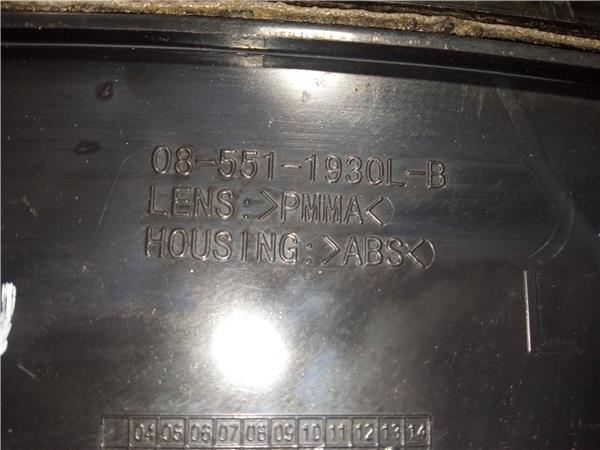 08-551-1930L-B
LENS:>PMMA<
HOUSING:>ABS<
L
04 05 06 07 08 09 10 11 12 13 14